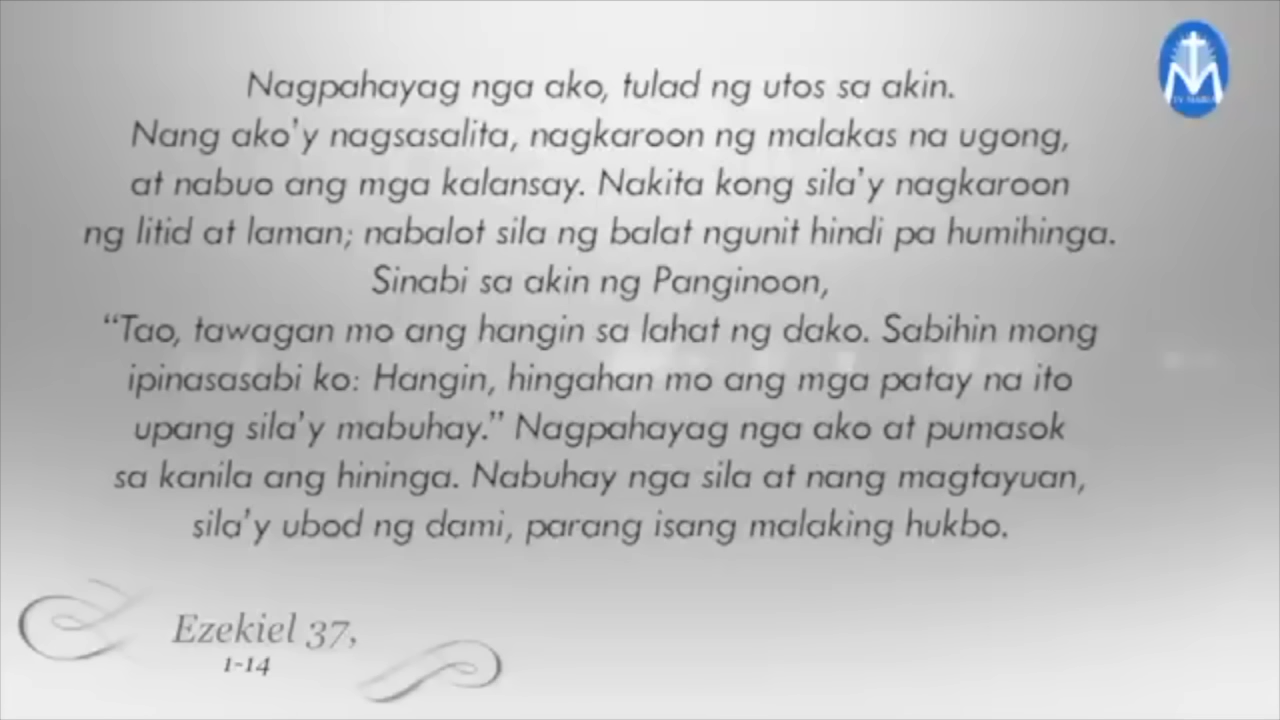 Nagpahayag nga ako, tulad ng utos sa akin.
Nang ako'y nagsasalita, nagkaroon ng malakas na ugong,
at nabuo ang mga kalansay. Nakita kong sila'y nagkaroon
ng litid at laman; nabalot sila ng balat ngunit hindi pa humihinga.
Sinabi sa akin ng Panginoon,
“Tao, tawagan mo ang hangin sa lahat ng dako. Sabihin mong
ipinasasabi ko: Hangin, hingahan mo ang mga patay na ito
upang sila'y mabuhay.” Nagpahayag nga ako at pumasok
sa kanila ang hininga. Nabuhay nga sila at nang magtayuan,
sila'y ubod ng dami, parang isang malaking hukbo.
Ezekiel 37,
1-14
TV MARIA